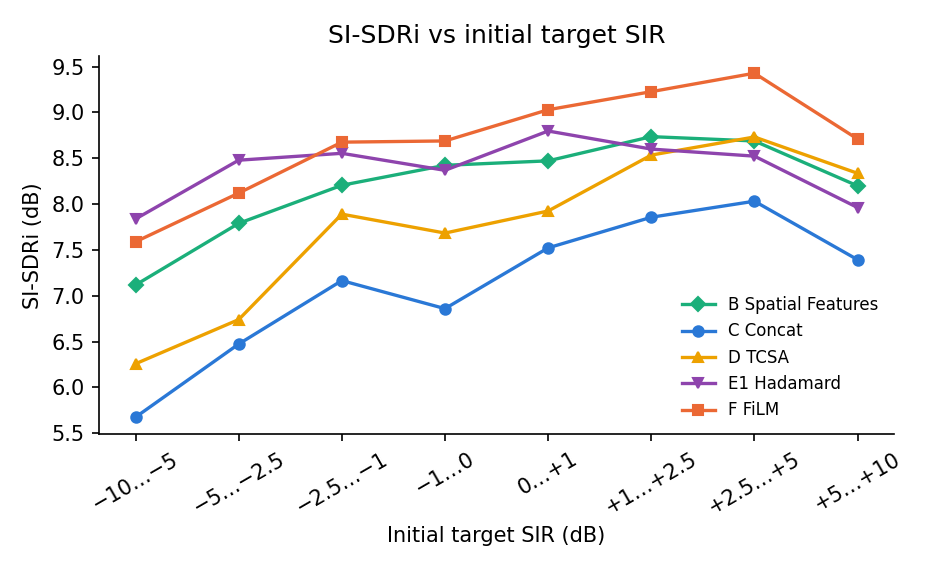 SI-SDRi vs initial target SIR
SI-SDRi (dB)
9.5
9.0
8.5
8.0
7.5
7.0
6.5
6.0
5.5
B Spatial Features
C Concat
D TCSA
E1 Hadamard
F FiLM
−10…−5
−5…−2.5
−2.5…−1
−1…0
0…+1
+1…+2.5
+2.5…+5
+5…+10
Initial target SIR (dB)